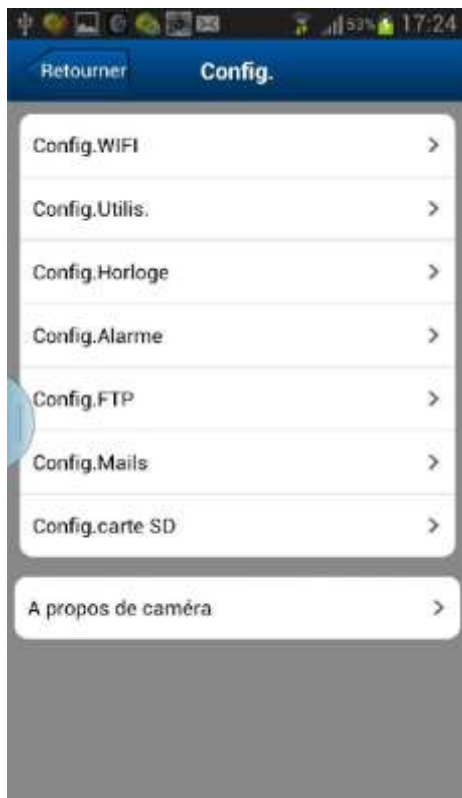 53% 17:24
Retourner Config.
Config.WIFI
Config.Utilis.
Config.Horloge
Config.Alarme
Config.FTP
Config.Mails
Config.carte SD
A propos de caméra